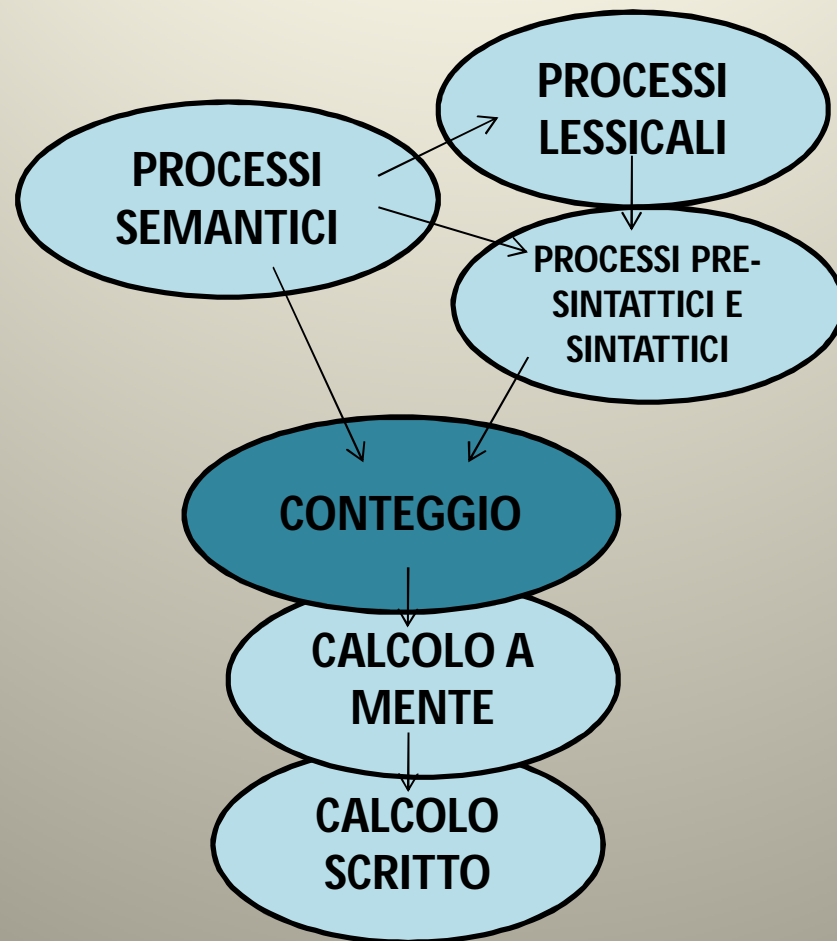 PROCESSI
LESSICALI
PROCESSI
SEMANTICI
PROCESSI PRE-
SINTATTICI E
SINTATTICI
CONTEGGIO
CALCOLO A
MENTE
CALCOLO
SCRITTO